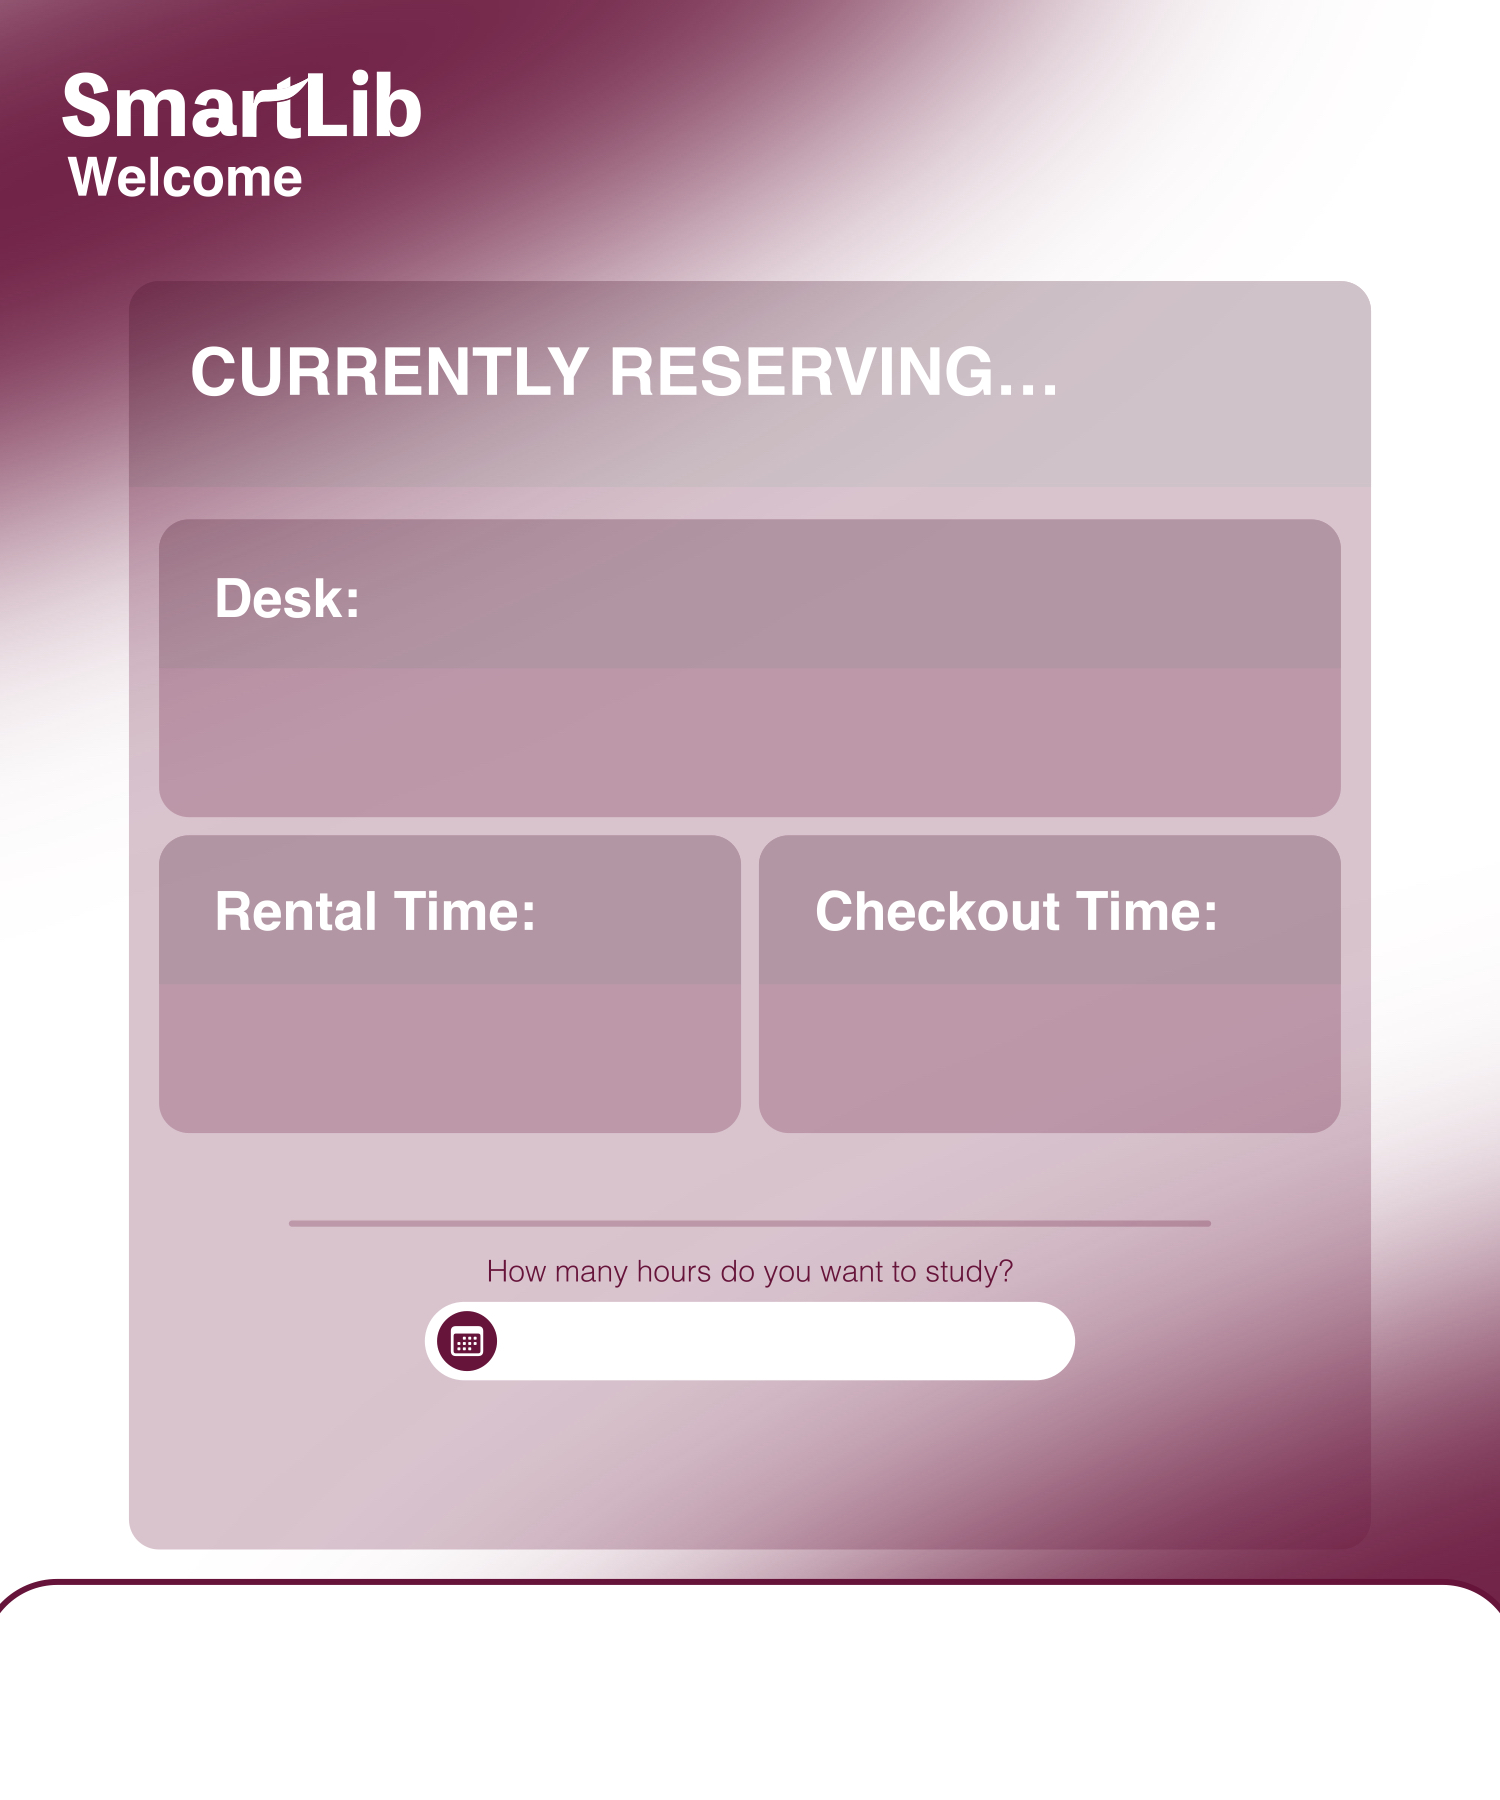 SmartLib
Welcome
CURRENTLY RESERVING...
Desk:
Rental Time:
Checkout Time:
How many hours do you want to study?